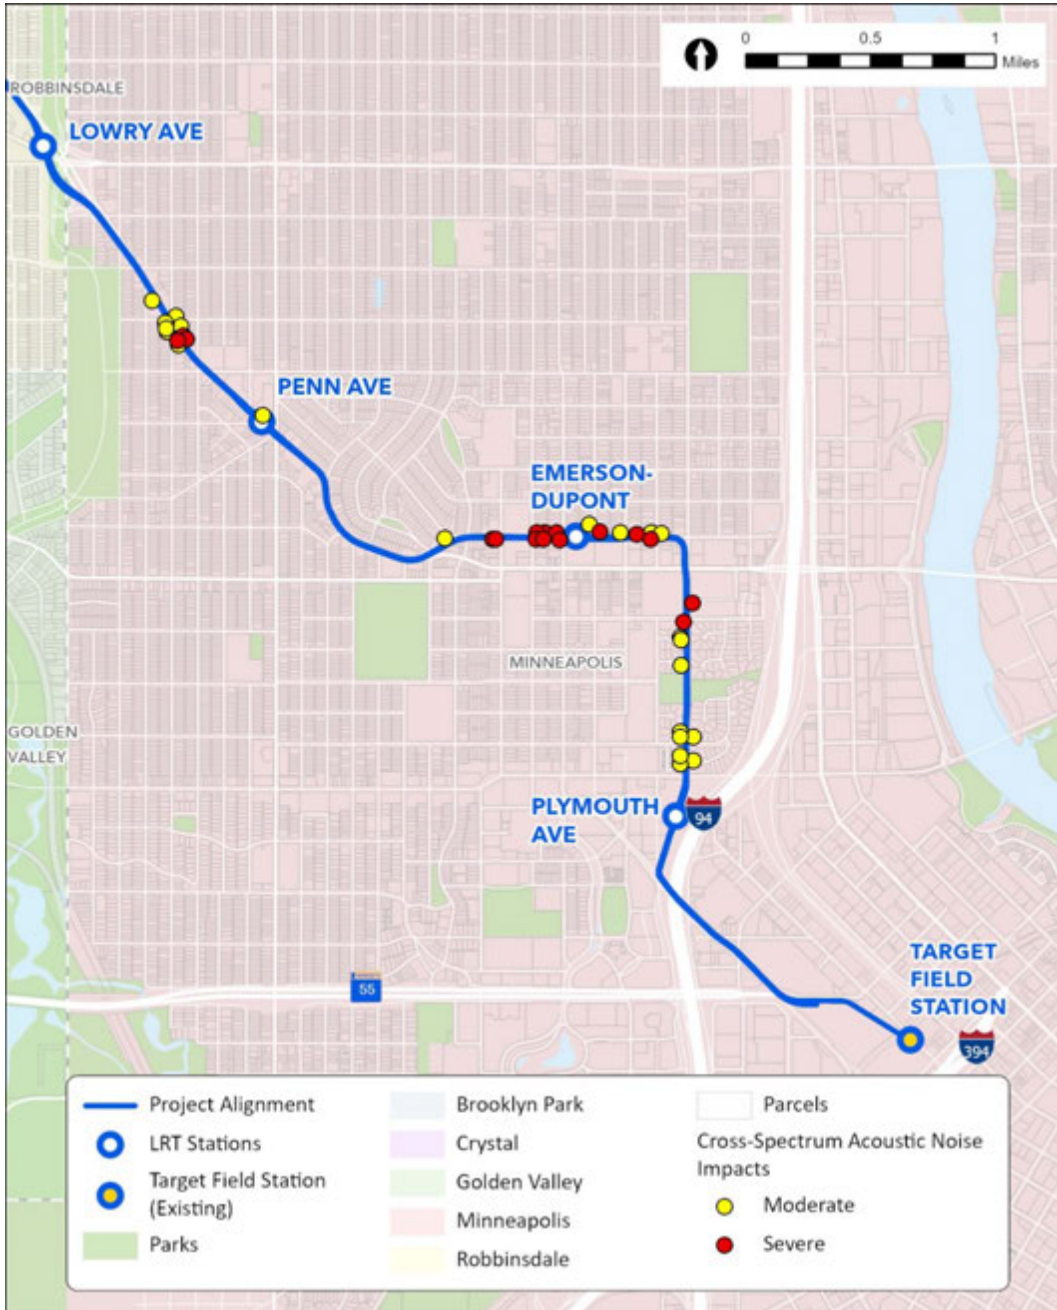 0 0.5 1
Miles
ROBBINSDALE
LOWRY AVE
PENN AVE
EMERSON-
DUPONT
MINNEAPOLIS
GOLDEN
VALLEY
PLYMOUTH
AVE
94
TARGET
FIELD
STATION
55
394
Project Alignment
LRT Stations
Target Field Station
(Existing)
Parks
Brooklyn Park
Crystal
Golden Valley
Minneapolis
Robbinsdale
Parcels
Cross-Spectrum Acoustic Noise
Impacts
Moderate
Severe